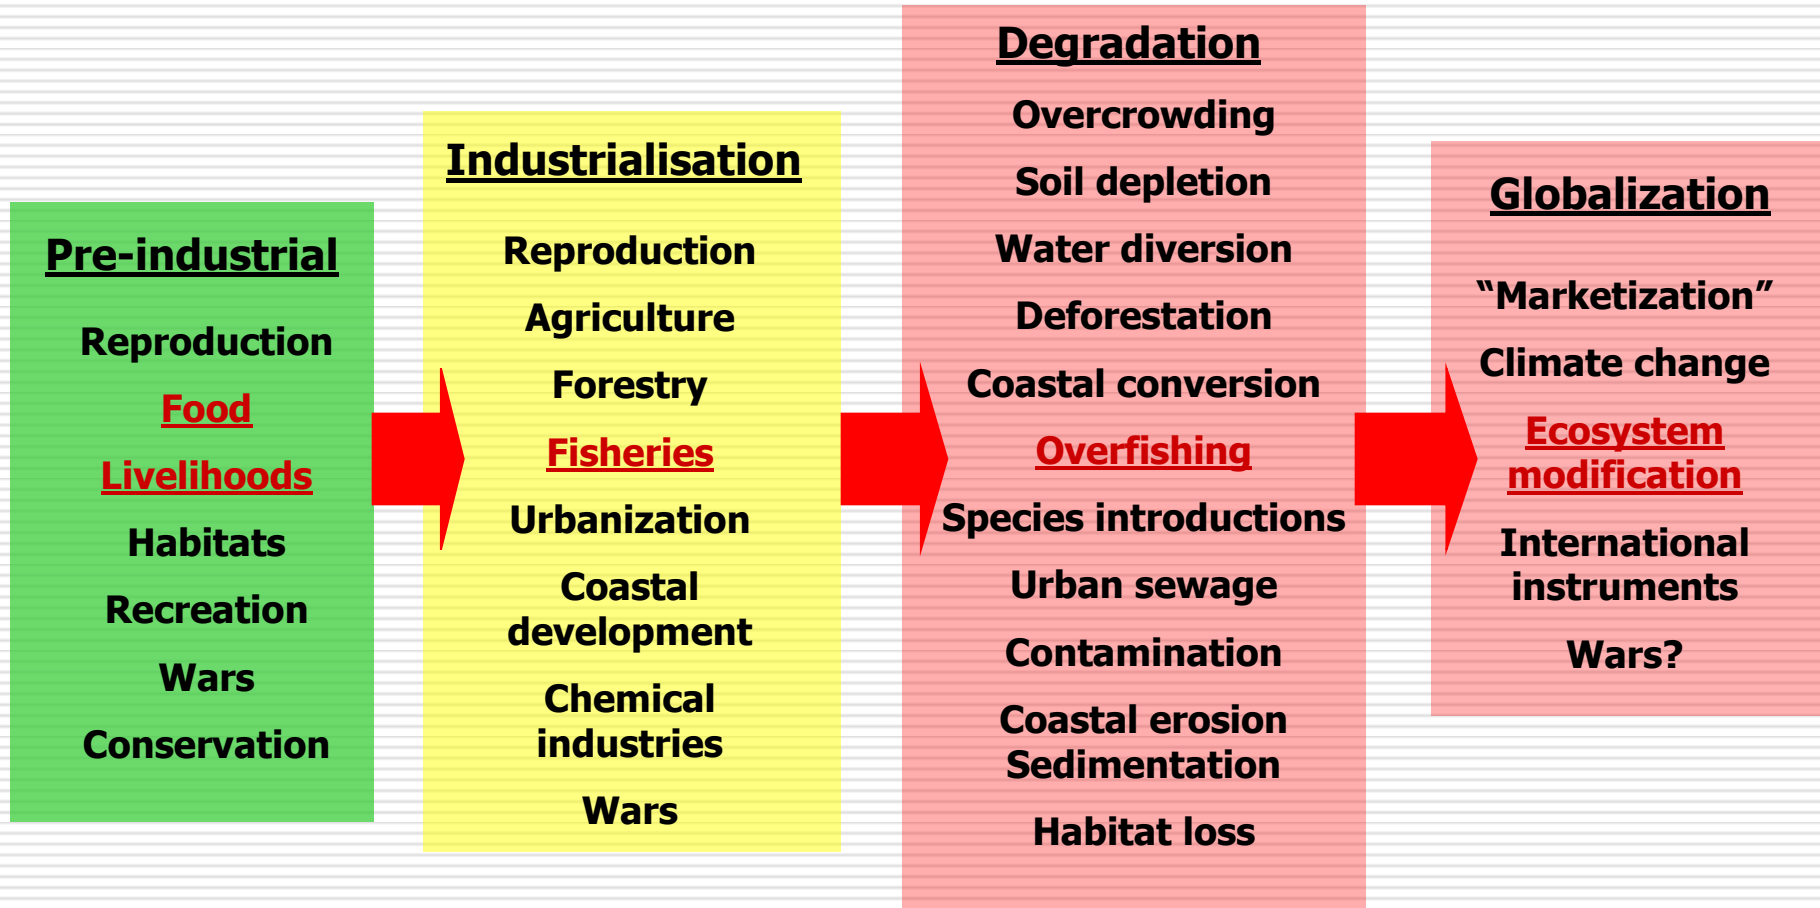 Pre-industrial
Reproduction
Food
Livelihoods
Habitats
Recreation
Wars
Conservation
Industrialisation
Reproduction
Agriculture
Forestry
Fisheries
Urbanization
Coastal
development
Chemical
industries
Wars
Degradation
Overcrowding
Soil depletion
Water diversion
Deforestation
Coastal conversion
Overfishing
Species introductions
Urban sewage
Contamination
Coastal erosion
Sedimentation
Habitat loss
Globalization
“Marketization”
Climate change
Ecosystem
modification
International
instruments
Wars?